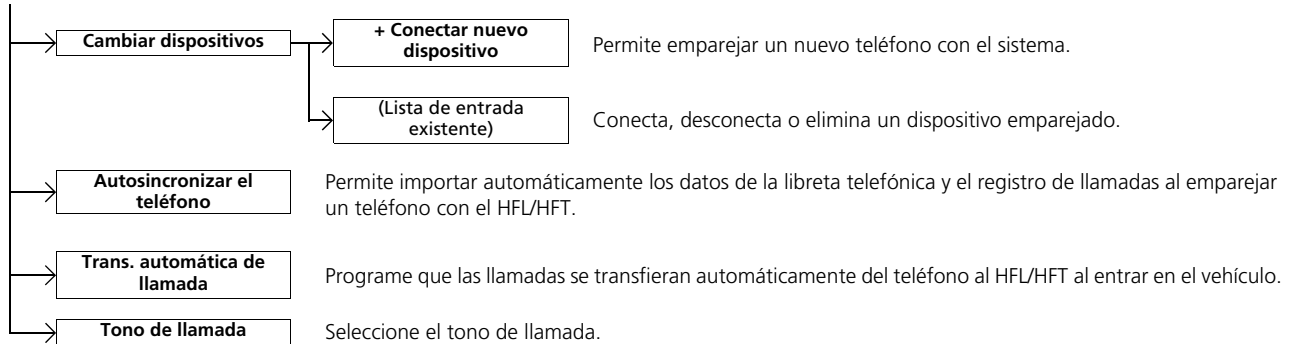 Cambiar dispositivos
+ Conectar nuevo
dispositivo
Permite emparejar un nuevo teléfono con el sistema.
(Lista de entrada
existente)
Conecta, desconecta o elimina un dispositivo emparejado.
Autosincronizar el
teléfono
Permite importar automáticamente los datos de la libreta telefónica y el registro de llamadas al emparejar
un teléfono con el HFL/HFT.
Trans. automática de
llamada
Programe que las llamadas se transfieran automáticamente del teléfono al HFL/HFT al entrar en el vehículo.
Tono de llamada
Seleccione el tono de llamada.